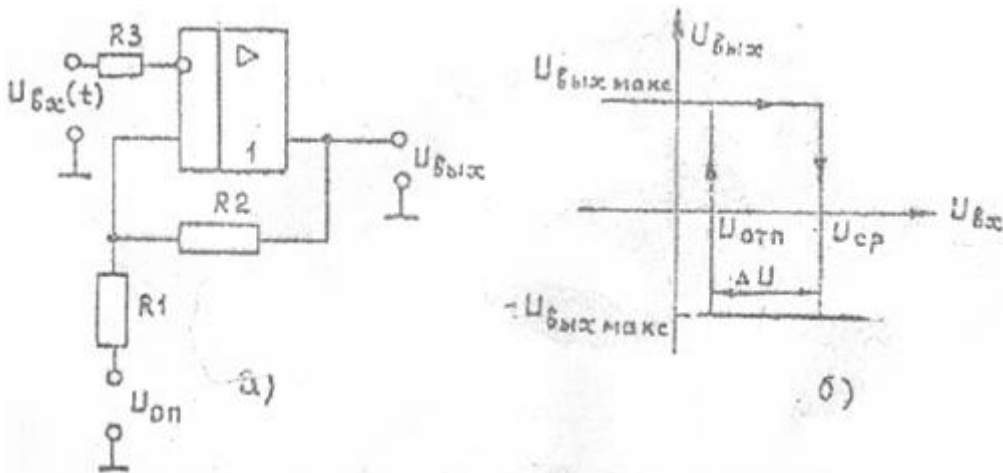 R3
▷
Uвх(t)
1
Uвых
R2
R1
Uоп
а)
Uвых
Uвых макс
Uвх
Uотп
Uср
ΔU
-Uвых макс
б)